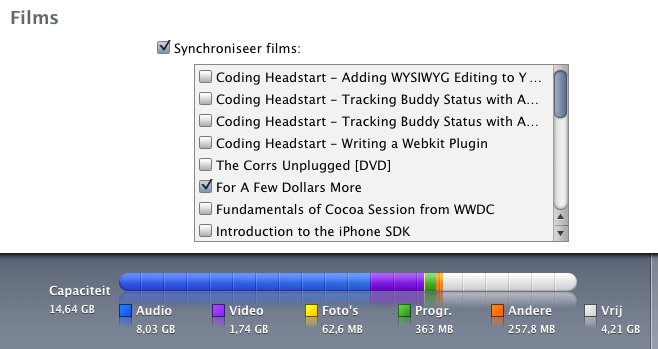 Films
Synchroniseer films:
Coding Headstart - Adding WYSIWYG Editing to Y ...
Coding Headstart - Tracking Buddy Status with A...
Coding Headstart - Tracking Buddy Status with A...
Coding Headstart - Writing a Webkit Plugin
The Corrs Unplugged [DVD]
For A Few Dollars More
Fundamentals of Cocoa Session from WWDC
Introduction to the iPhone SDK
Capaciteit
14,64 GB
Audio
8,03 GB
Video
1,74 GB
Foto's
62,6 MB
Progr.
363 MB
Andere
257,8 MB
Vrij
4,21 GB